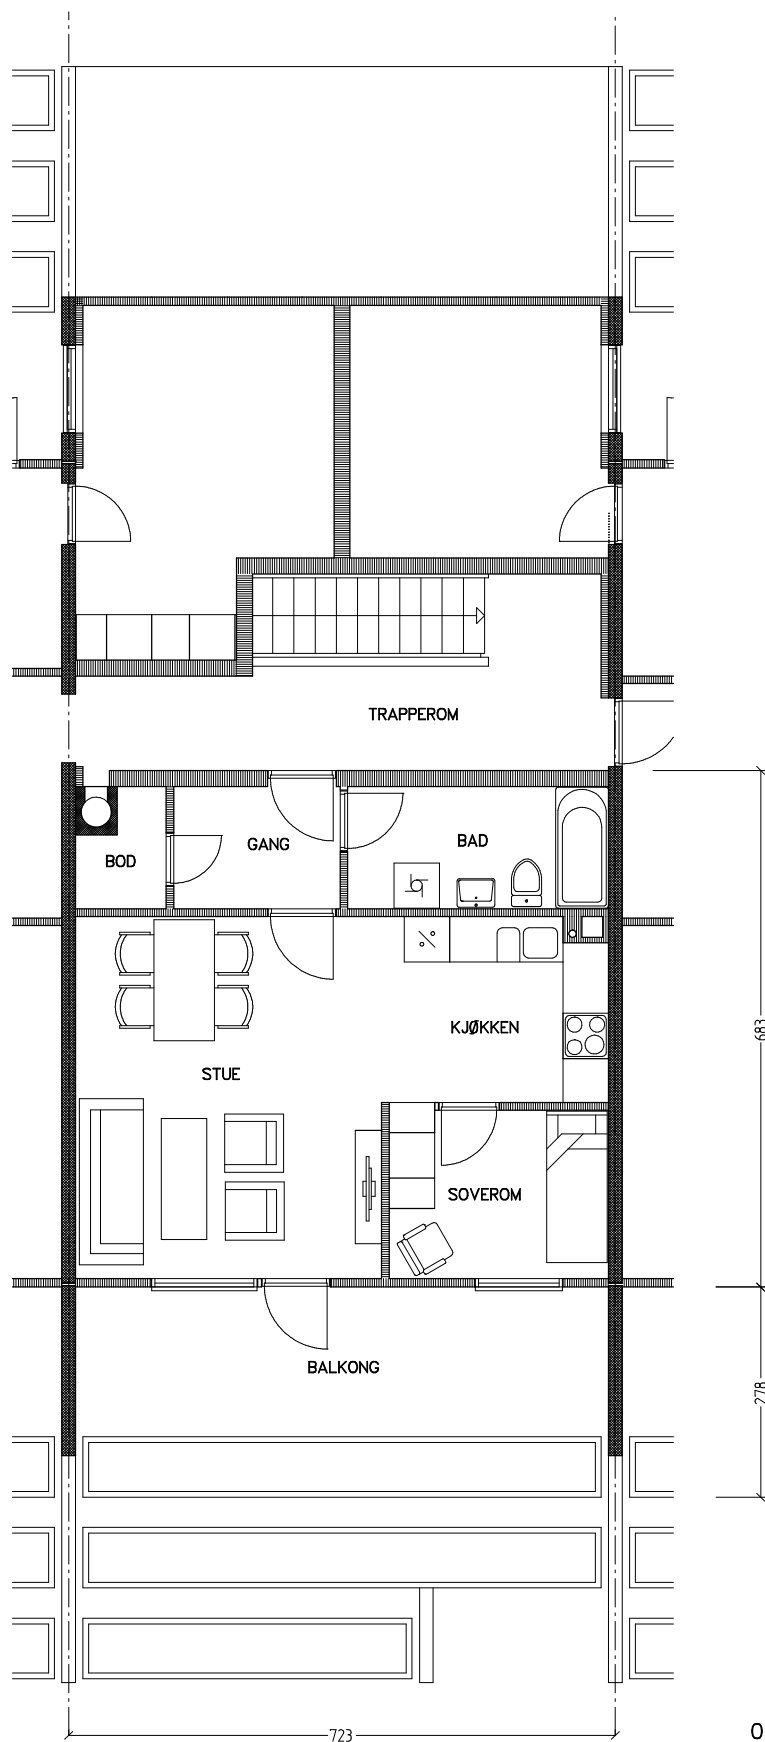 TRAPPEROM
GANG
BAD
BOD
KJØKKEN
683
STUE
SOVEROM
BALKONG
278
723
0